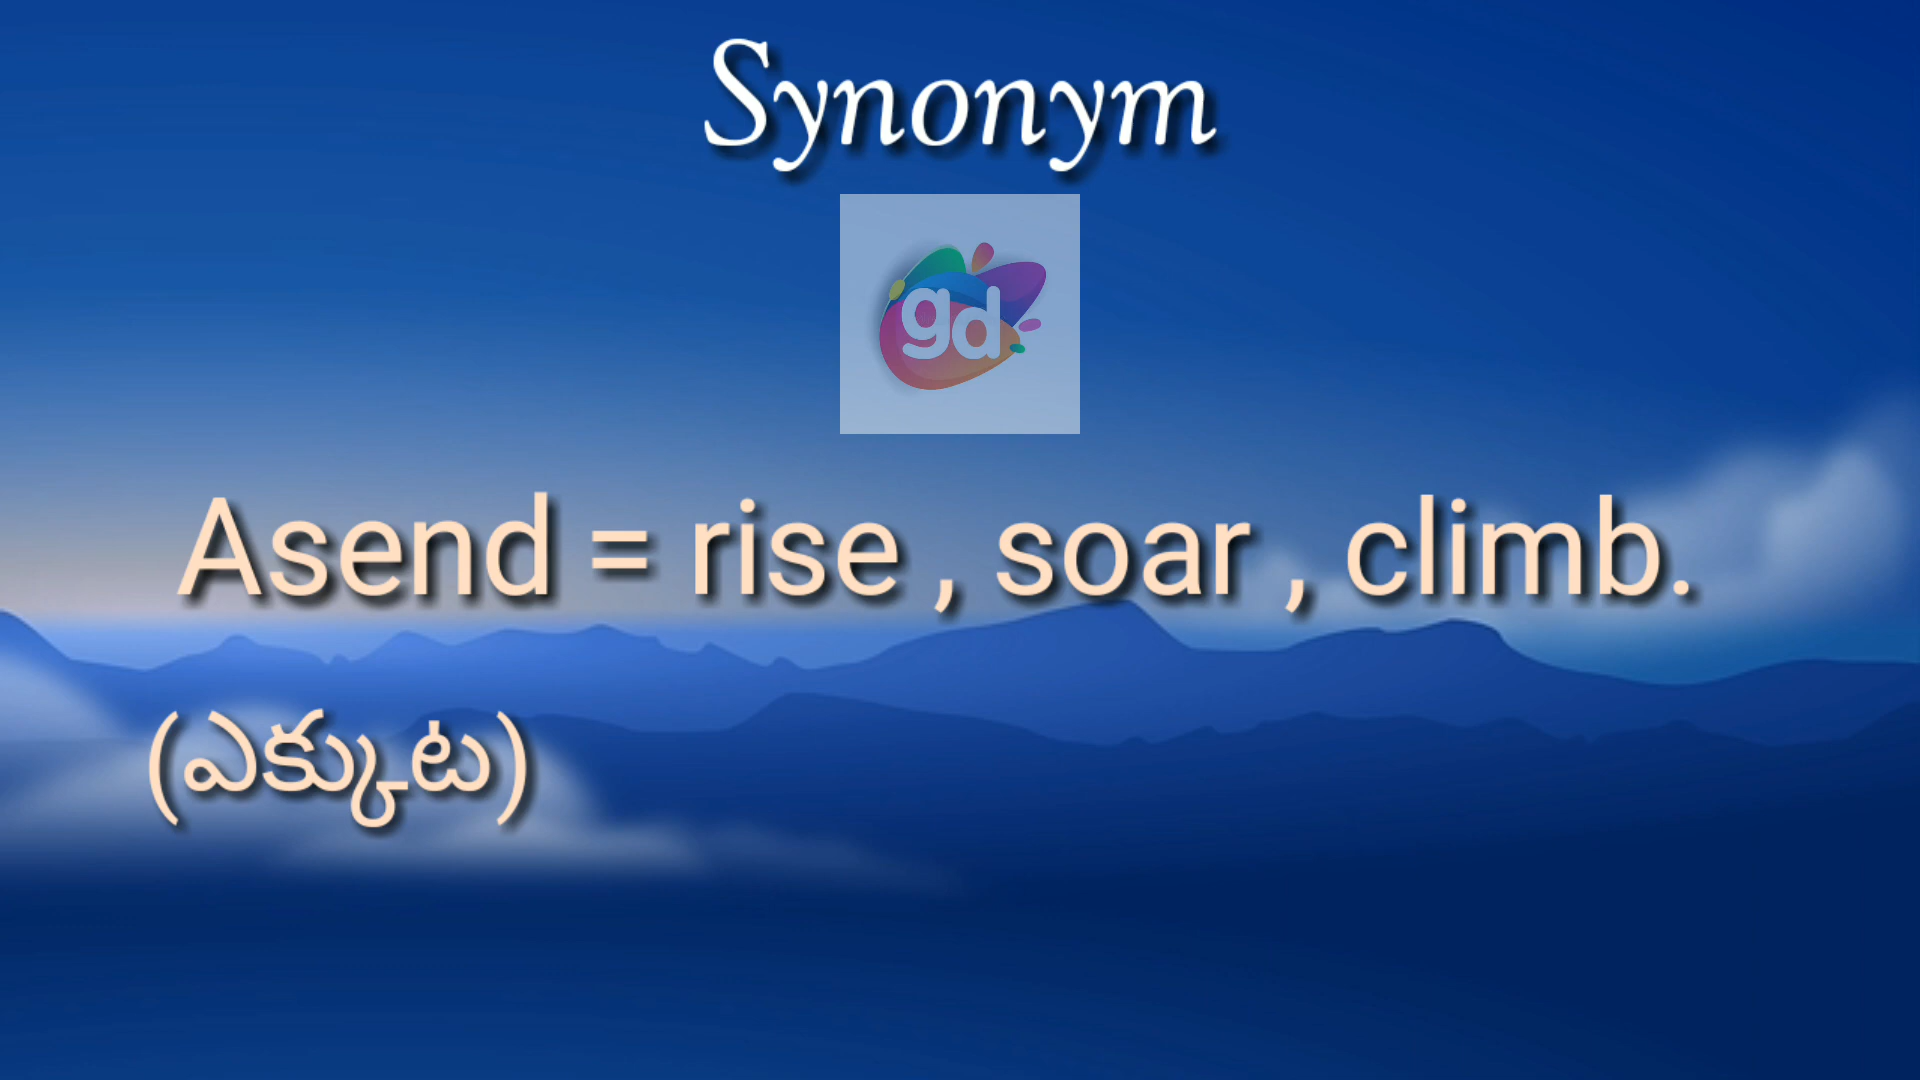 Synonym
gd
Asend = rise , soar , climb.
(ఎక్కుట)